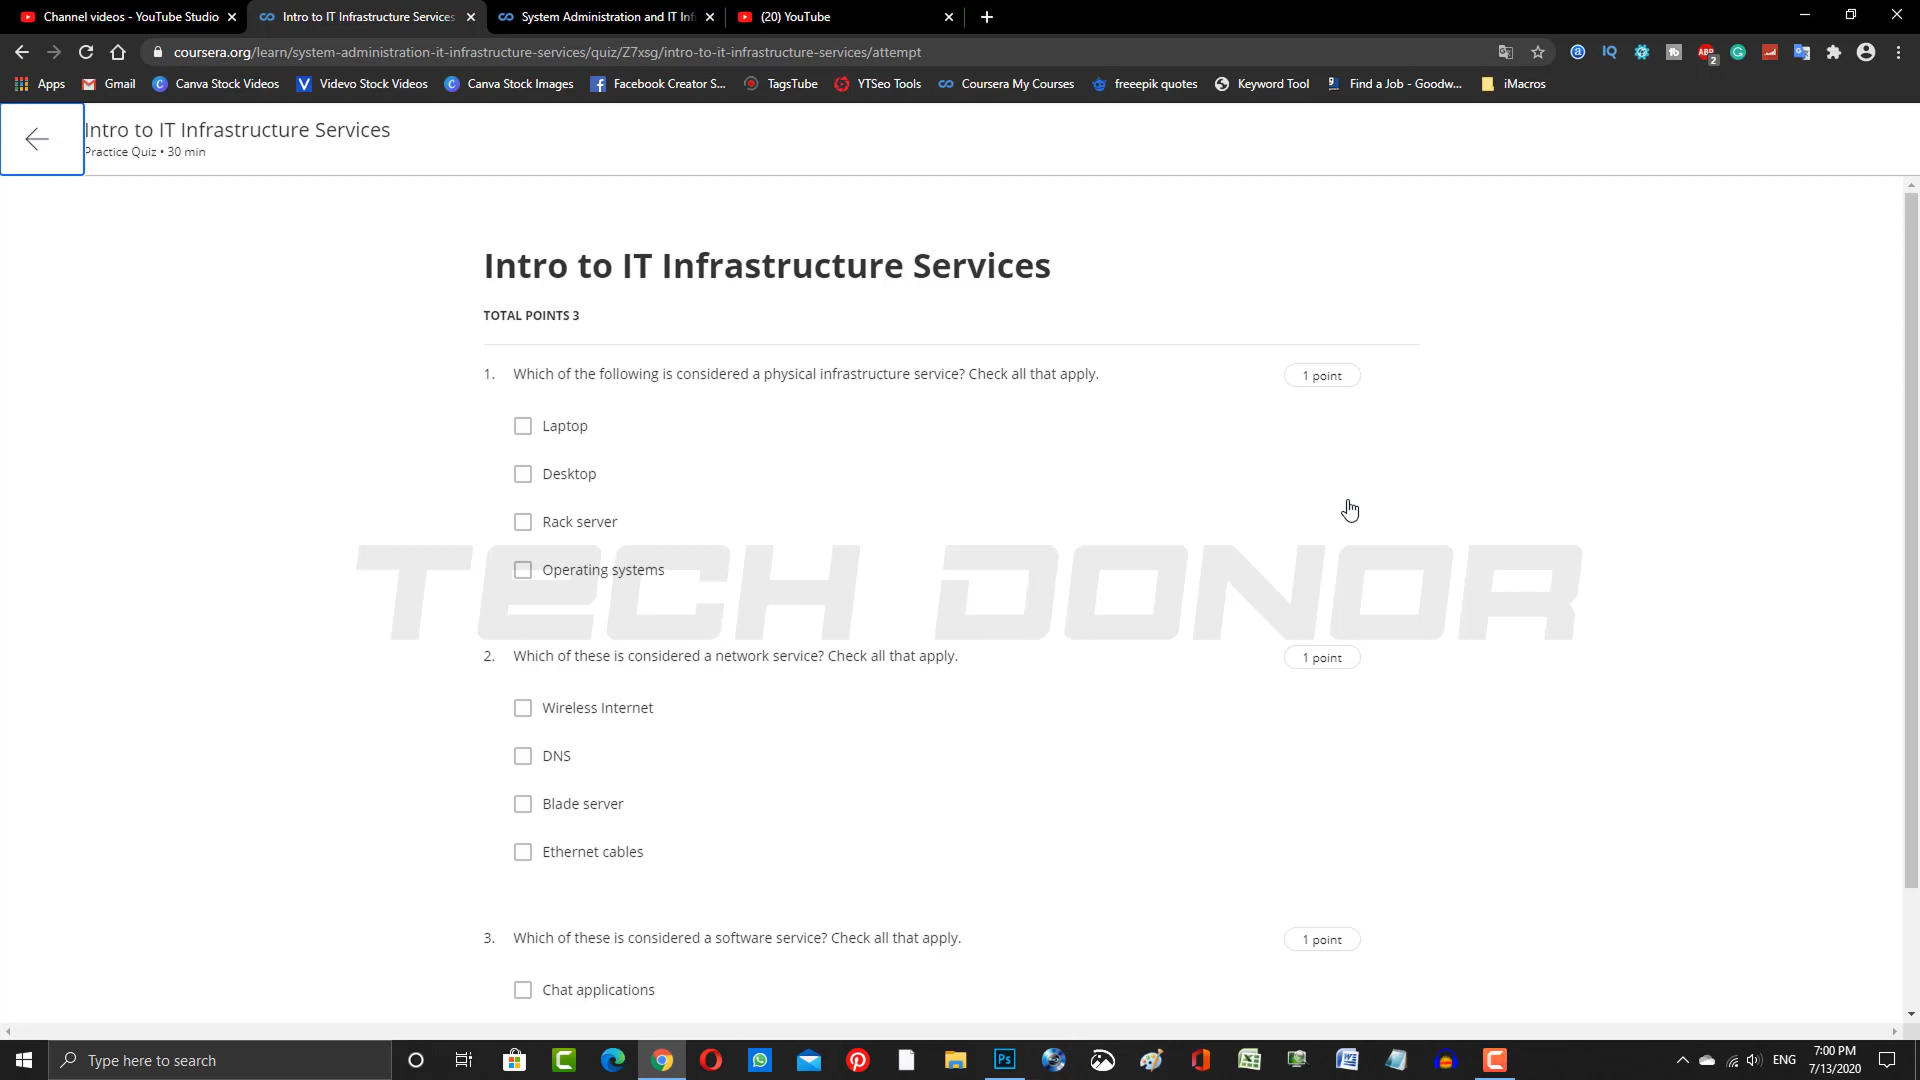 Channel videos - YouTube Studio
Intro to IT Infrastructure Services
System Administration and IT Inf
(20) YouTube
coursera.org/learn/system-administration-it-infrastructure-services/quiz/Z7xsg/intro-to-it-infrastructure-services/attempt
Apps
Gmail
Canva Stock Videos
Videvo Stock Videos
Canva Stock Images
Facebook Creator S...
TagsTube
YTSeo Tools
Coursera My Courses
freeepik quotes
Keyword Tool
Find a Job - Goodw...
iMacros
Intro to IT Infrastructure Services
Practice Quiz • 30 min
Intro to IT Infrastructure Services
TOTAL POINTS 3
1. Which of the following is considered a physical infrastructure service? Check all that apply.
1 point
Laptop
Desktop
Rack server
Operating systems
TECH DONOR
2. Which of these is considered a network service? Check all that apply.
1 point
Wireless Internet
DNS
Blade server
Ethernet cables
3. Which of these is considered a software service? Check all that apply.
1 point
Chat applications
Type here to search
ENG
7:00 PM
7/13/2020